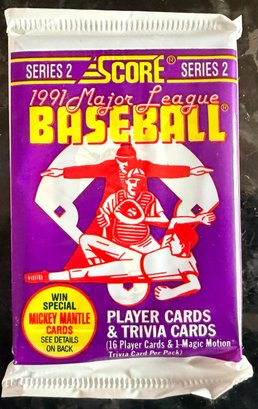 SERIES 2 SCORE® SERIES 2
1991 Major League
BASEBALL®
WIN
SPECIAL
MICKEY MANTLE
CARDS
SEE DETAILS
ON BACK
PLAYER CARDS
& TRIVIA CARDS
(16 Player Cards & 1 Magic Motion
Trivia Card Per Pack)